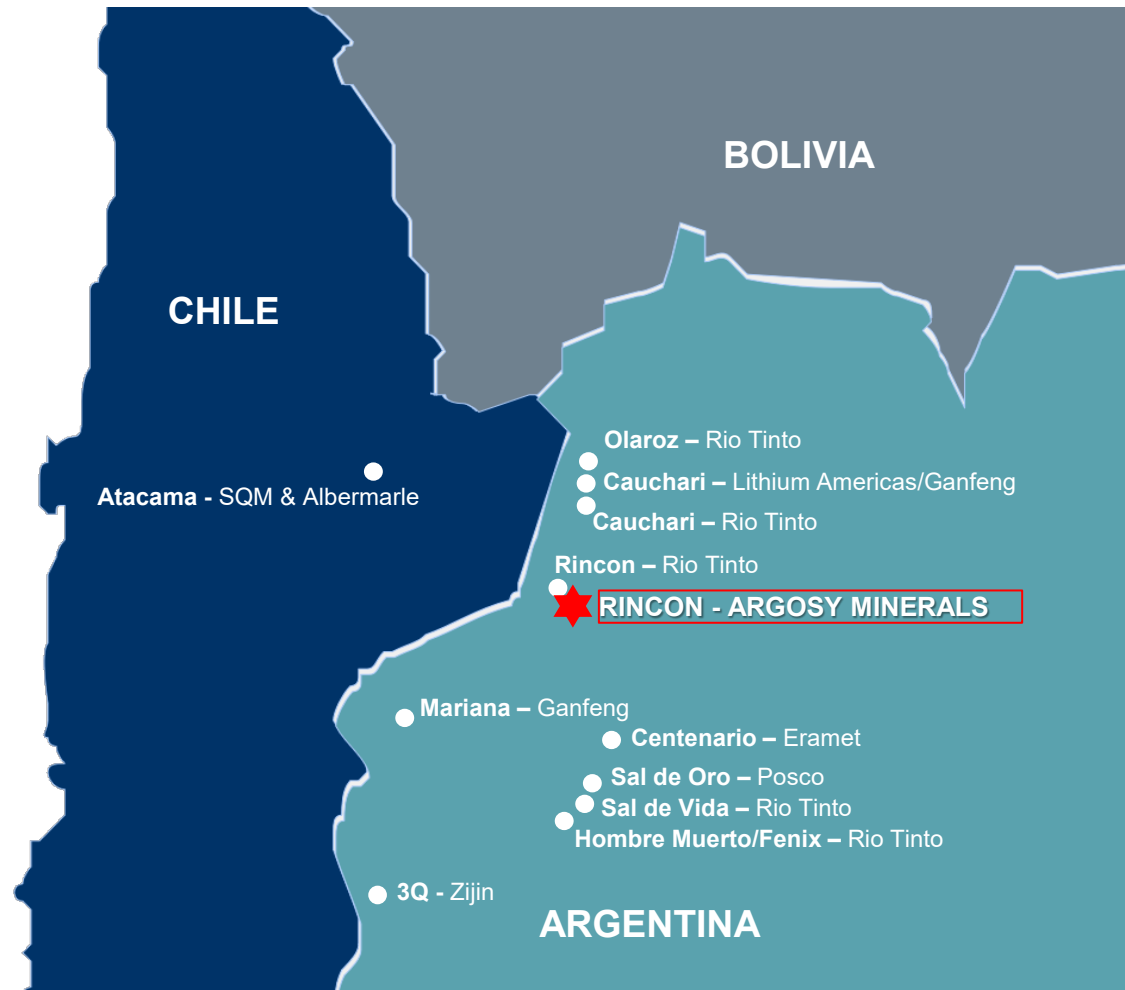 BOLIVIA
CHILE
Olaroz – Rio Tinto
Cauchari – Lithium Americas/Ganfeng
Atacama - SQM & Albermarle
Cauchari – Rio Tinto
Rincon – Rio Tinto
RINCON - ARGOSY MINERALS
Mariana – Ganfeng
Centenario – Eramet
Sal de Oro – Posco
Sal de Vida – Rio Tinto
Hombre Muerto/Fenix – Rio Tinto
3Q - Zijin
ARGENTINA